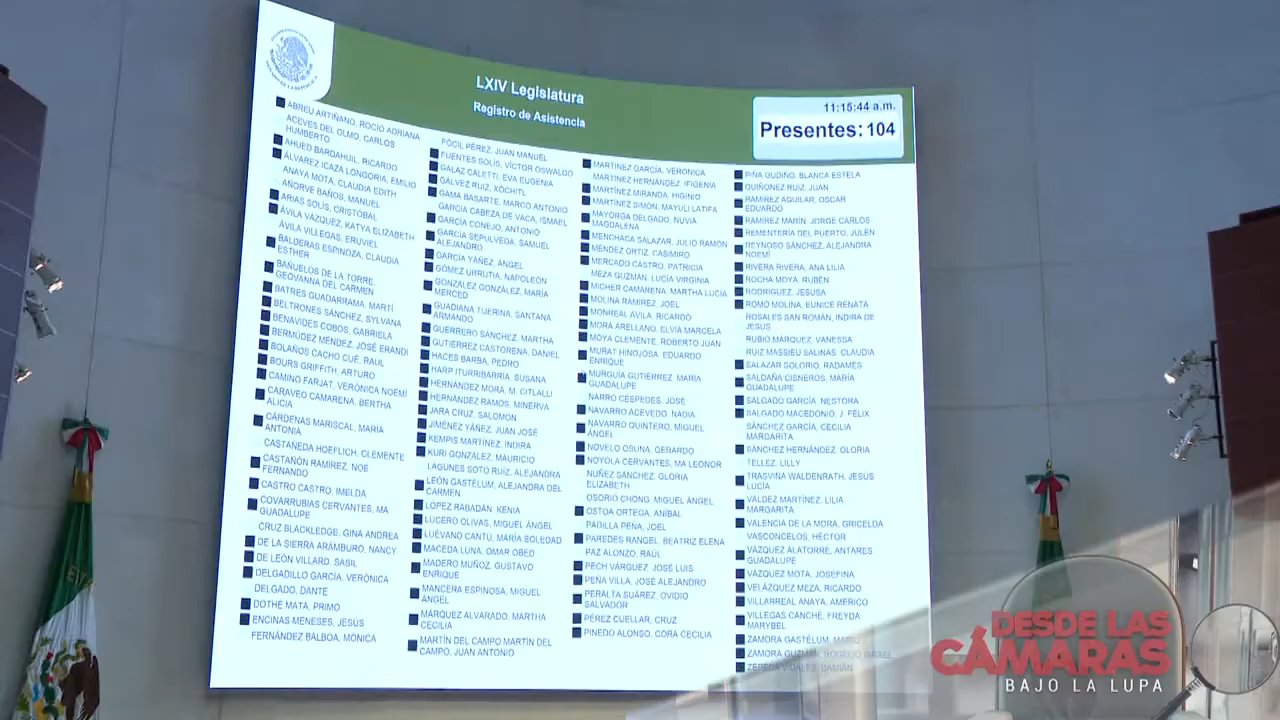 LXIV Legislatura
Registro de Asistencia
11:15:44 a.m.
Presentes: 104
ABREU ARTIÑANO, ROCÍO ADRIANA
ACEVES DEL OLMO, CARLOS
HUMBERTO
AHUED BARDAHUIL, RICARDO
ÁLVAREZ ICAZA LONGORIA, EMILIO
ANAYA MOTA, CLAUDIA EDITH
AÑORVE BAÑOS, MANUEL
ARIAS SOLÍS, CRISTÓBAL
ÁVILA VÁZQUEZ, KATYA ELIZABETH
ÁVILA VILLEGAS, ERUVIEL
BALDERAS ESPINOZA, CLAUDIA
ESTHER
BAÑUELOS DE LA TORRE,
GEOVANNA DEL CARMEN
BATRES GUADARRAMA, MARTÍ
BELTRONES SÁNCHEZ, SYLVANA
BENAVIDES COBOS, GABRIELA
BERMÚDEZ MÉNDEZ, JOSÉ ERANDI
BOLAÑOS CACHO CUÉ, RAÚL
BOURS GRIFFITH, ARTURO
CAMINO FARJAT, VERÓNICA NOEMÍ
CARAVEO CAMARENA, BERTHA
ALICIA
CÁRDENAS MARISCAL, MARÍA
ANTONIA
CASTAÑEDA HOEFLICH, CLEMENTE
CASTAÑÓN RAMÍREZ, NOÉ
FERNANDO
CASTRO CASTRO, IMELDA
COVARRUBIAS CERVANTES, MA
GUADALUPE
CRUZ BLACKLEDGE, GINA ANDREA
DE LA SIERRA ARÁMBURO, NANCY
DE LEÓN VILLARD, SASIL
DELGADILLO GARCÍA, VERÓNICA
DELGADO, DANTE
DOTHE MATA, PRIMO
ENCINAS MENESES, JESÚS
FERNÁNDEZ BALBOA, MÓNICA
FÓCIL PÉREZ, JUAN MANUEL
FUENTES SOLÍS, VÍCTOR OSWALDO
GALAZ CALETTI, EVA EUGENIA
GÁLVEZ RUIZ, XÓCHITL
GAMA BASARTE, MARCO ANTONIO
GARCÍA CABEZA DE VACA, ISMAEL
GARCÍA CONEJO, ANTONIO
GARCÍA SEPÚLVEDA, SAMUEL
ALEJANDRO
GARCÍA YÁÑEZ, ÁNGEL
GÓMEZ URRUTIA, NAPOLEÓN
GONZÁLEZ GONZÁLEZ, MARÍA
MERCED
GUADIANA TIJERINA, SANTANA
ARMANDO
GUERRERO SÁNCHEZ, MARTHA
GUTIÉRREZ CASTORENA, DANIEL
HACES BARBA, PEDRO
HARP ITURRIBARRÍA, SUSANA
HERNÁNDEZ MORA, M. CITLALLI
HERNÁNDEZ RAMOS, MINERVA
JARA CRUZ, SALOMÓN
JIMÉNEZ YÁÑEZ, JUAN JOSÉ
KEMPIS MARTÍNEZ, INDIRA
KURI GONZÁLEZ, MAURICIO
LAGUNES SOTO RUIZ, ALEJANDRA
LEÓN GASTÉLUM, ALEJANDRA DEL
CARMEN
LÓPEZ RABADÁN, KENIA
LUCERO OLIVAS, MIGUEL ÁNGEL
LUÉVANO CANTÚ, MARÍA SOLEDAD
MACEDA LUNA, OMAR OBED
MADERO MUÑOZ, GUSTAVO
ENRIQUE
MANCERA ESPINOSA, MIGUEL
ÁNGEL
MÁRQUEZ ALVARADO, MARTHA
CECILIA
MARTÍN DEL CAMPO MARTÍN DEL
CAMPO, JUAN ANTONIO
MARTÍNEZ GARCÍA, VERÓNICA
MARTÍNEZ HERNÁNDEZ, IFIGENIA
MARTÍNEZ MIRANDA, HIGINIO
MARTÍNEZ SIMÓN, MAYULI LATIFA
MAYORGA DELGADO, NUVIA
MAGDALENA
MENCHACA SALAZAR, JULIO RAMÓN
MÉNDEZ ORTIZ, CASIMIRO
MERCADO CASTRO, PATRICIA
MEZA GUZMÁN, LUCÍA VIRGINIA
MICHER CAMARENA, MARTHA LUCÍA
MOLINA RAMÍREZ, JOEL
MONREAL ÁVILA, RICARDO
MORA ARELLANO, ELVIA MARCELA
MOYA CLEMENTE, ROBERTO JUAN
MURAT HINOJOSA, EDUARDO
ENRIQUE
MURGUÍA GUTIÉRREZ, MARÍA
GUADALUPE
NARRO CÉSPEDES, JOSÉ
NAVARRO ACEVEDO, NADIA
NAVARRO QUINTERO, MIGUEL
ÁNGEL
NOVELO OSUNA, GERARDO
NOYOLA CERVANTES, MA LEONOR
NUÑEZ SÁNCHEZ, GLORIA
ELIZABETH
OSORIO CHONG, MIGUEL ÁNGEL
OSTOA ORTEGA, ANÍBAL
PADILLA PEÑA, JOEL
PAREDES RANGEL, BEATRIZ ELENA
PAZ ALONZO, RAÚL
PECH VÁRGUEZ, JOSÉ LUIS
PEÑA VILLA, JOSÉ ALEJANDRO
PERALTA SUÁREZ, OVIDIO
SALVADOR
PÉREZ CUELLAR, CRUZ
PINEDO ALONSO, CORA CECILIA
PIÑA GUDIÑO, BLANCA ESTELA
QUIÑONEZ RUIZ, JUAN
RAMÍREZ AGUILAR, OSCAR
EDUARDO
RAMÍREZ MARÍN, JORGE CARLOS
REMENTERÍA DEL PUERTO, JULEN
REYNOSO SÁNCHEZ, ALEJANDRA
NOEMÍ
RIVERA RIVERA, ANA LILIA
ROCHA MOYA, RUBÉN
RODRÍGUEZ, JESUSA
ROMO MOLINA, EUNICE RENATA
ROSALES SAN ROMÁN, INDIRA DE
JESUS
RUBIO MÁRQUEZ, VANESSA
RUIZ MASSIEU SALINAS, CLAUDIA
SALAZAR SOLORIO, RADAMÉS
SALDAÑA CISNEROS, MARÍA
GUADALUPE
SALGADO GARCÍA, NESTORA
SALGADO MACEDONIO, J. FÉLIX
SÁNCHEZ GARCÍA, CECILIA
MARGARITA
SÁNCHEZ HERNÁNDEZ, GLORIA
TÉLLEZ, LILLY
TRASVIÑA WALDENRATH, JESÚS
LUCÍA
VALDEZ MARTÍNEZ, LILIA
MARGARITA
VALENCIA DE LA MORA, GRICELDA
VASCONCELOS, HÉCTOR
VÁZQUEZ ALATORRE, ANTARES
GUADALUPE
VÁZQUEZ MOTA, JOSEFINA
VELÁZQUEZ MEZA, RICARDO
VILLARREAL ANAYA, AMÉRICO
VILLEGAS CANCHÉ, FREYDA
MARYBEL
ZAMORA GASTÉLUM, MARIO
ZAMORA GUZMÁN, ROGELIO ISRAEL
ZEPEDA VIDALES, DAMIÁN
DESDE LAS
CÁMARAS
BAJO LA LUPA